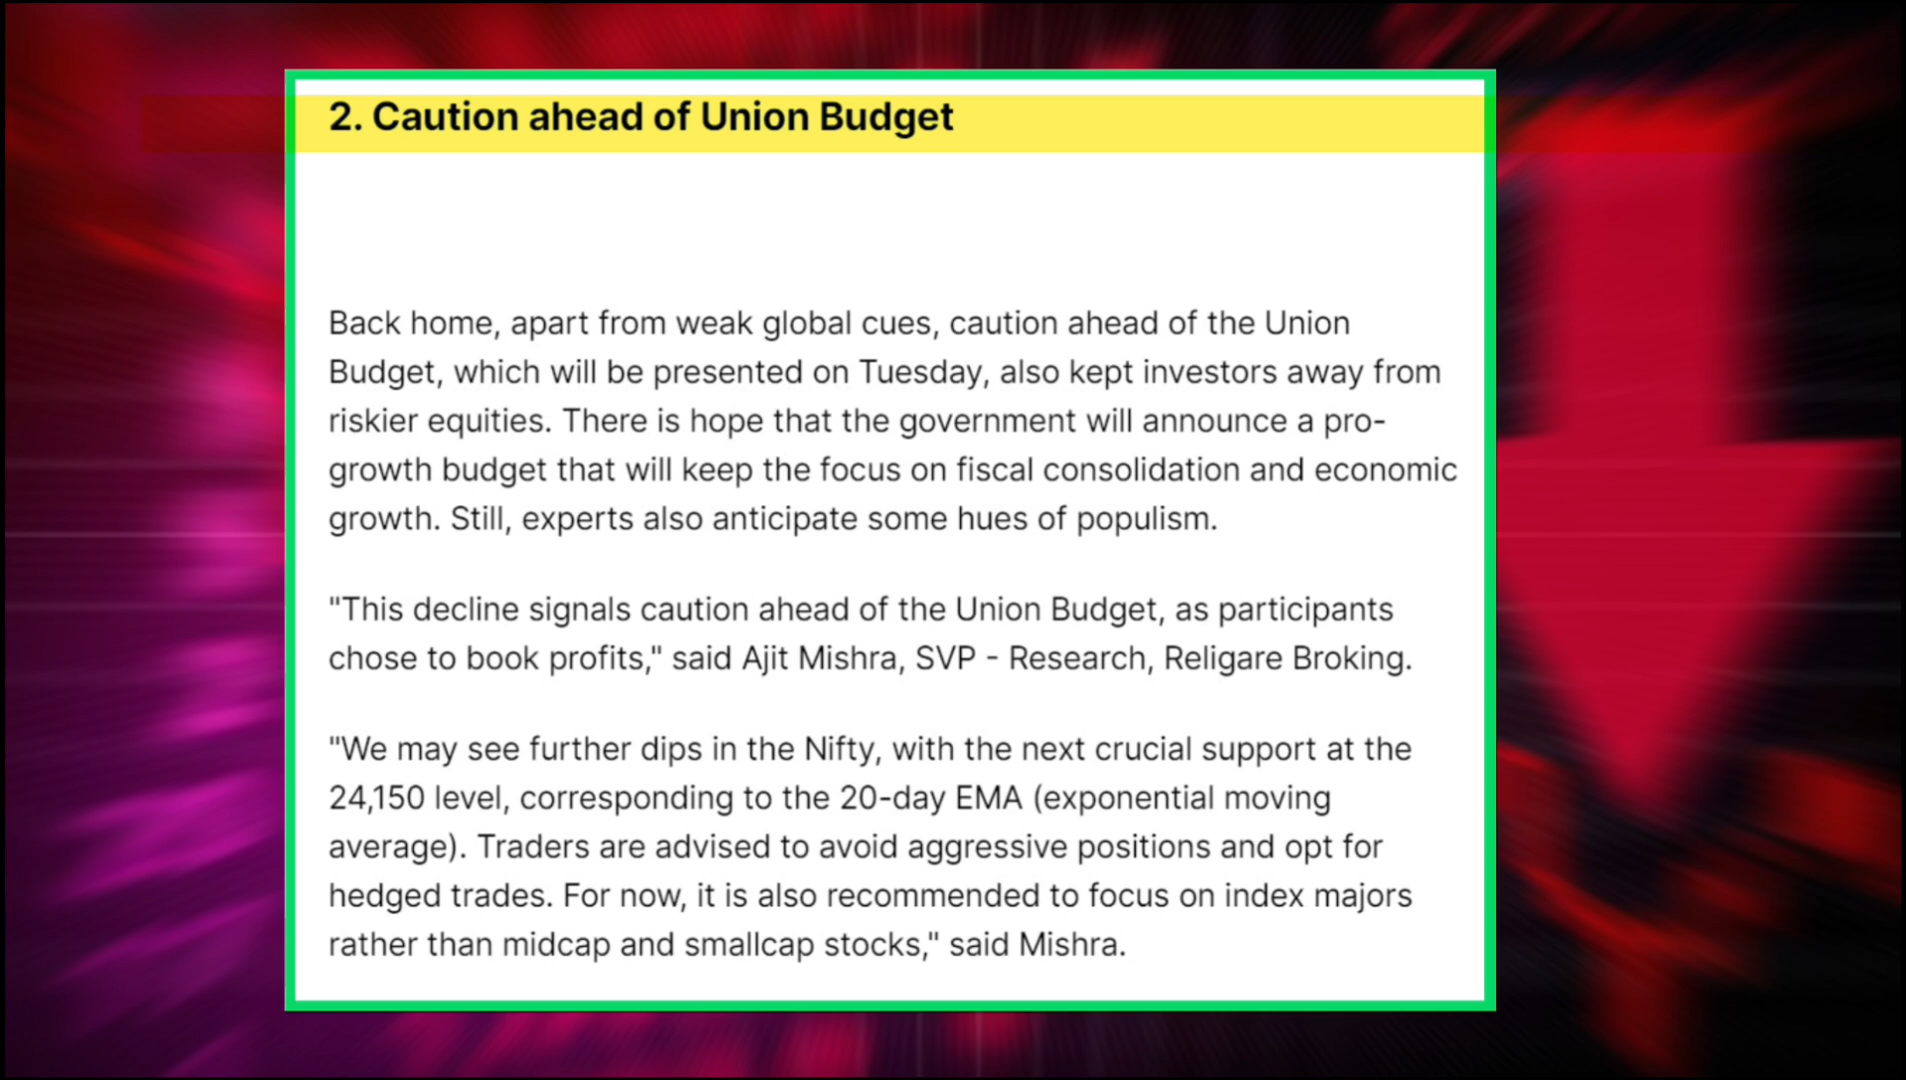 2. Caution ahead of Union Budget
Back home, apart from weak global cues, caution ahead of the Union
Budget, which will be presented on Tuesday, also kept investors away from
riskier equities. There is hope that the government will announce a pro-
growth budget that will keep the focus on fiscal consolidation and economic
growth. Still, experts also anticipate some hues of populism.
"This decline signals caution ahead of the Union Budget, as participants
chose to book profits," said Ajit Mishra, SVP - Research, Religare Broking.
"We may see further dips in the Nifty, with the next crucial support at the
24,150 level, corresponding to the 20-day EMA (exponential moving
average). Traders are advised to avoid aggressive positions and opt for
hedged trades. For now, it is also recommended to focus on index majors
rather than midcap and smallcap stocks," said Mishra.